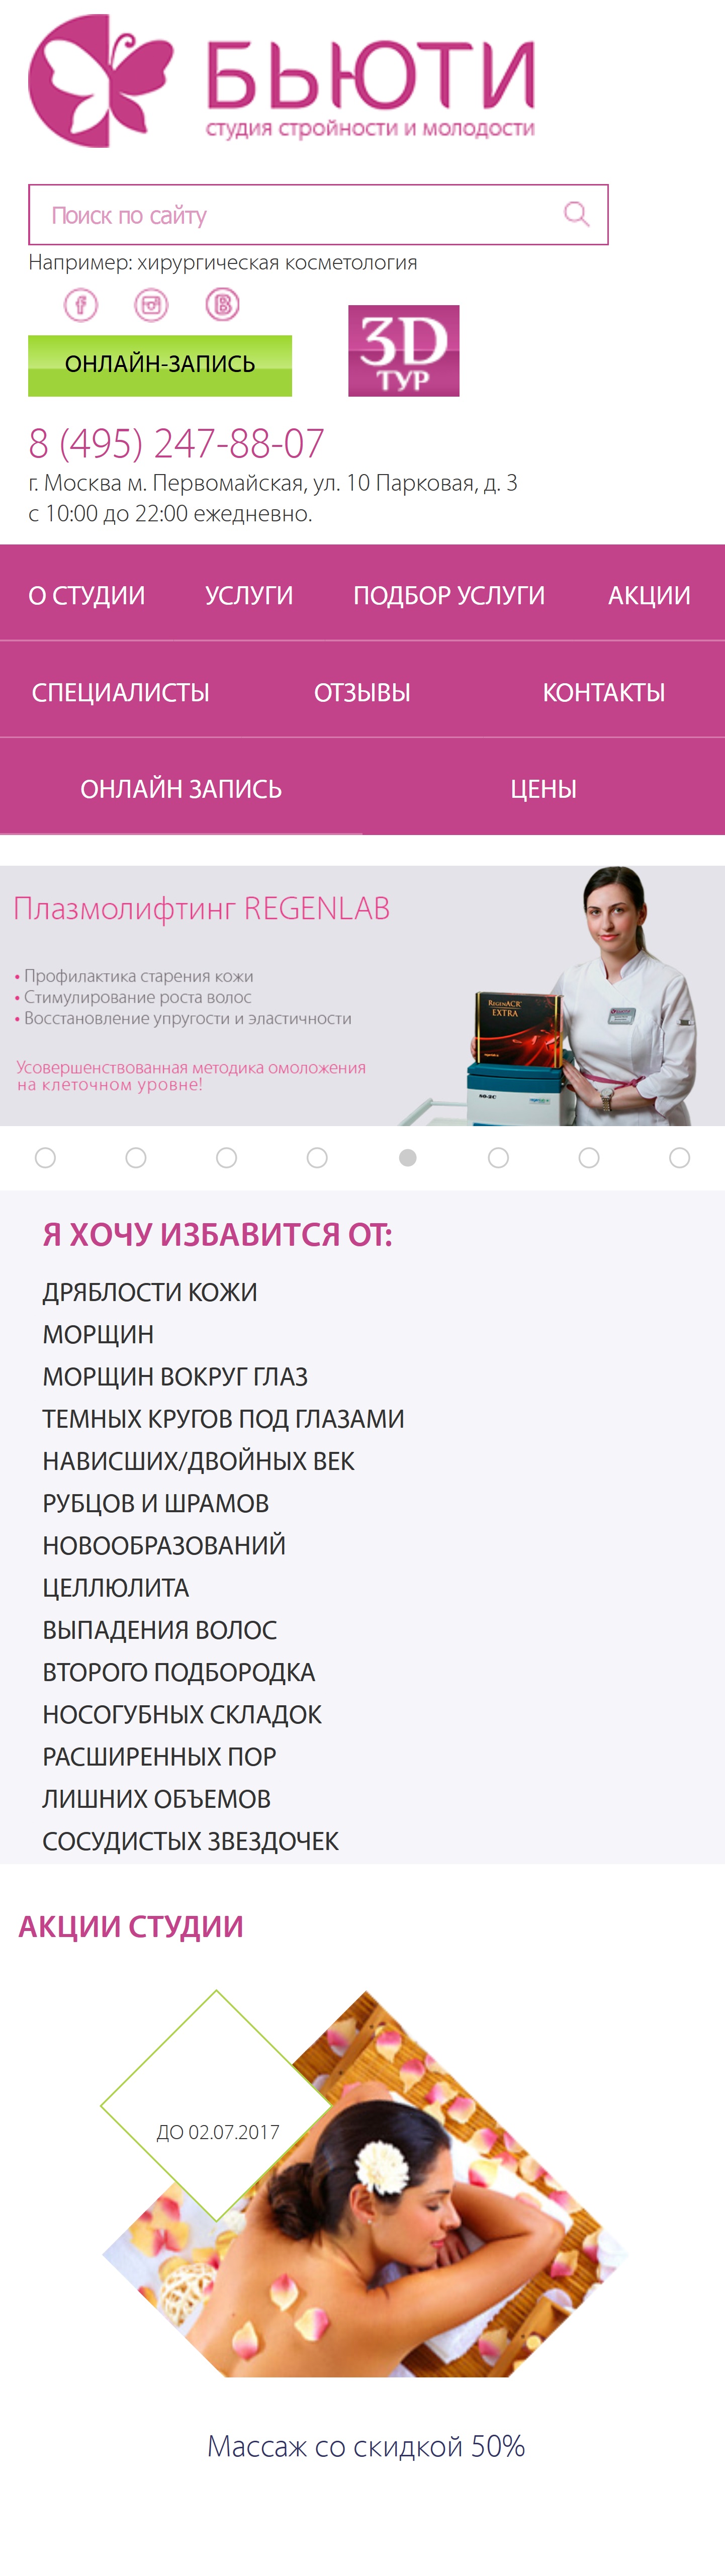 БЬЮТИ
студия стройности и молодости
Поиск по сайту
Например: хирургическая косметология
ОНЛАЙН-ЗАПИСЬ
3D
ТУР
8 (495) 247-88-07
г. Москва м. Первомайская, ул. 10 Парковая, д. 3
с 10:00 до 22:00 ежедневно.
О СТУДИИ УСЛУГИ ПОДБОР УСЛУГИ АКЦИИ
СПЕЦИАЛИСТЫ ОТЗЫВЫ КОНТАКТЫ
ОНЛАЙН ЗАПИСЬ ЦЕНЫ
Плазмолифтинг REGENLAB
• Профилактика старения кожи
• Стимулирование роста волос
• Восстановление упругости и эластичности
Усовершенствованная методика омоложения
на клеточном уровне!
REGENACR
EXTRA
80-2C
Я ХОЧУ ИЗБАВИТСЯ ОТ:
ДРЯБЛОСТИ КОЖИ
МОРЩИН
МОРЩИН ВОКРУГ ГЛАЗ
ТЕМНЫХ КРУГОВ ПОД ГЛАЗАМИ
НАВИСШИХ/ДВОЙНЫХ ВЕК
РУБЦОВ И ШРАМОВ
НОВООБРАЗОВАНИЙ
ЦЕЛЛЮЛИТА
ВЫПАДЕНИЯ ВОЛОС
ВТОРОГО ПОДБОРОДКА
НОСОГУБНЫХ СКЛАДОК
РАСШИРЕННЫХ ПОР
ЛИШНИХ ОБЪЕМОВ
СОСУДИСТЫХ ЗВЕЗДОЧЕК
АКЦИИ СТУДИИ
ДО 02.07.2017
Массаж со скидкой 50%